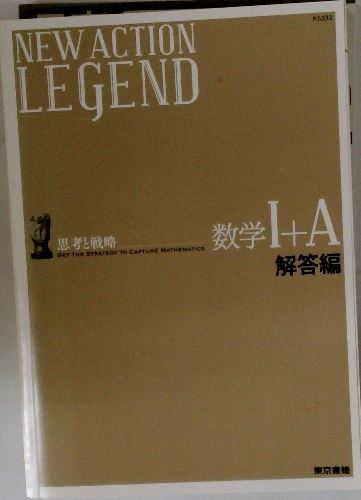 K5333
NEW ACTION
LEGEND
思考と戦略
GET THE STRATEGY TO CAPTURE MATHEMATICS
数学I+A
解答編
東京書籍